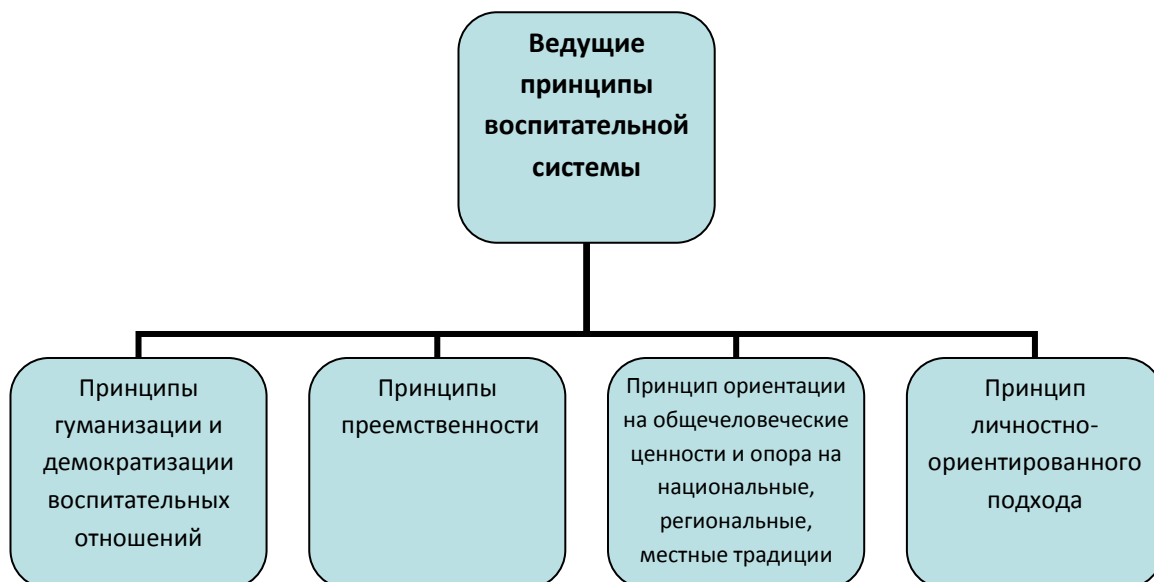 Ведущие
принципы
воспитательной
системы
Принципы
гуманизации и
демократизации
воспитательных
отношений
Принципы
преемственности
Принцип ориентации
на общечеловеческие
ценности и опора на
национальные,
региональные,
местные традиции
Принцип
личностно-
ориентированного
подхода